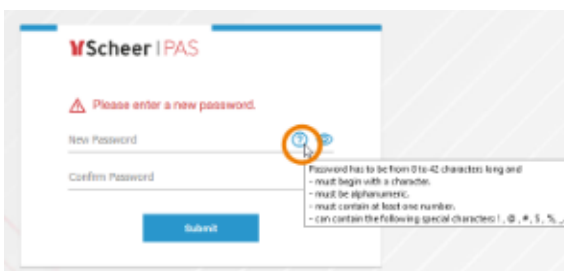 Scheer | PAS
Please enter a new password.
New Password
Confirm Password
Password has to be from 8 to 42 characters long and
- must begin with a character.
- must be alphanumeric.
- must contain at least one number.
- can contain the following special characters: ! , @ , #, $ , %, _
Submit